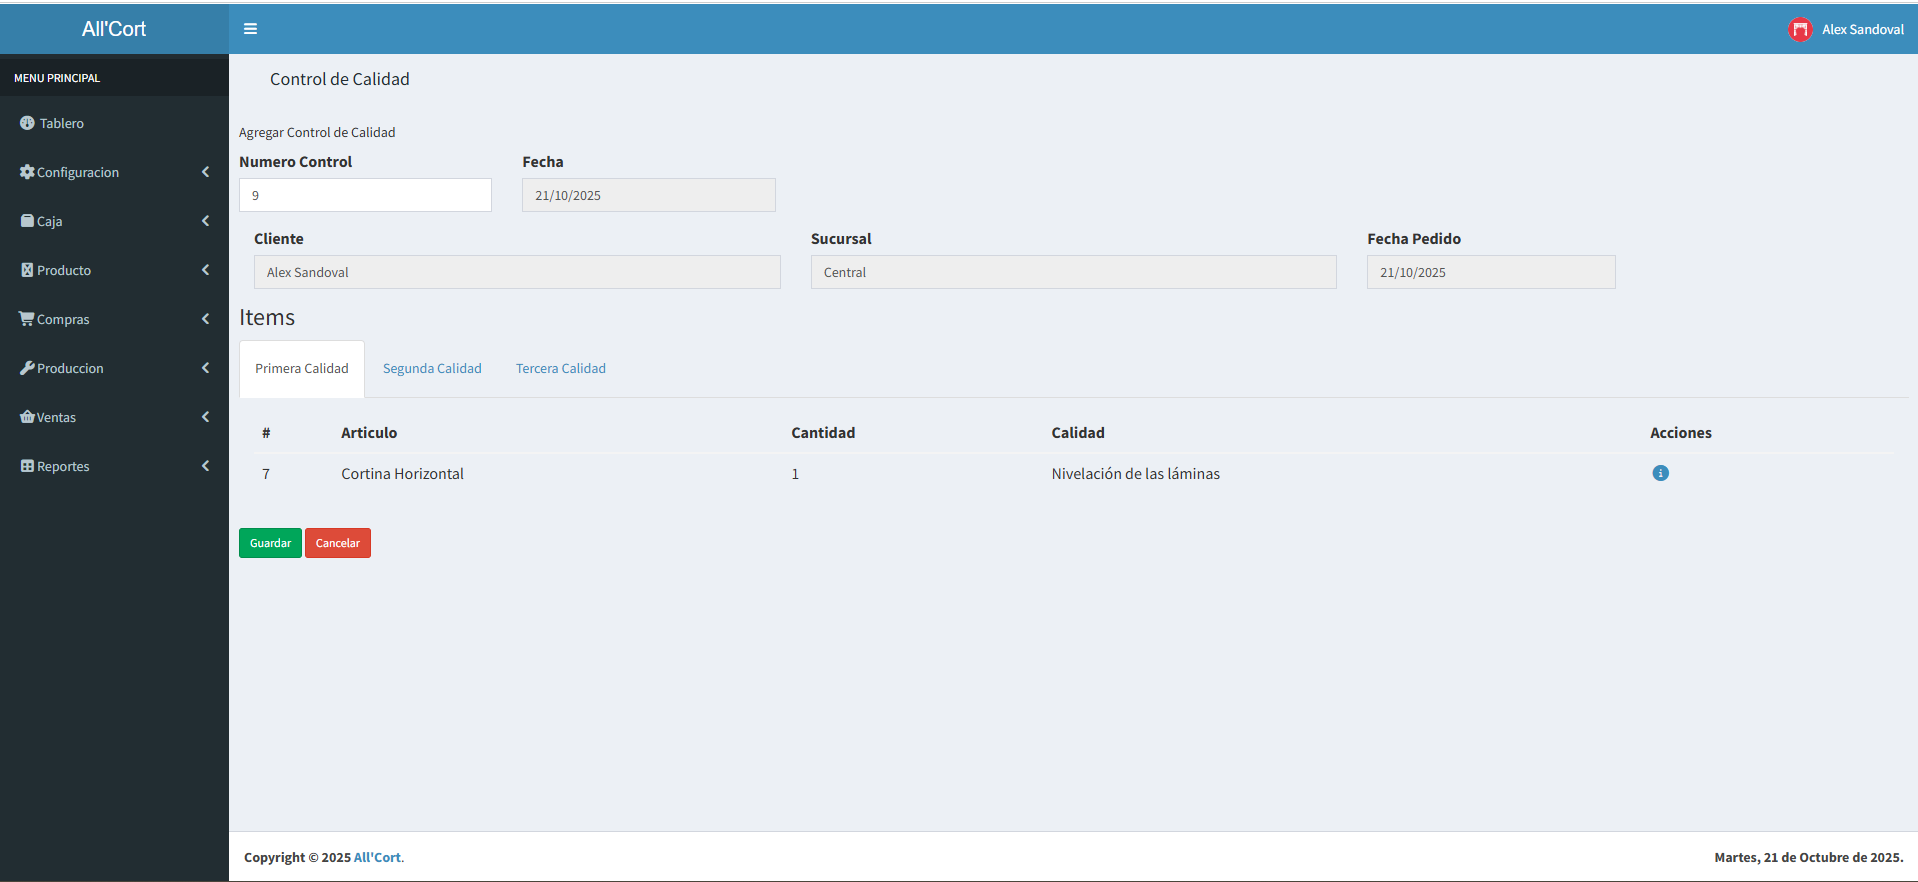 All'Cort
Alex Sandoval
MENU PRINCIPAL
Tablero
Configuracion
Caja
Producto
Compras
Produccion
Ventas
Reportes
Control de Calidad
Agregar Control de Calidad
Numero Control Fecha
9 21/10/2025
Cliente Sucursal Fecha Pedido
Alex Sandoval Central 21/10/2025
Items
Primera Calidad Segunda Calidad Tercera Calidad
# Articulo Cantidad Calidad Acciones
7 Cortina Horizontal 1 Nivelación de las láminas
Guardar Cancelar
Copyright © 2025 All'Cort. Martes, 21 de Octubre de 2025.